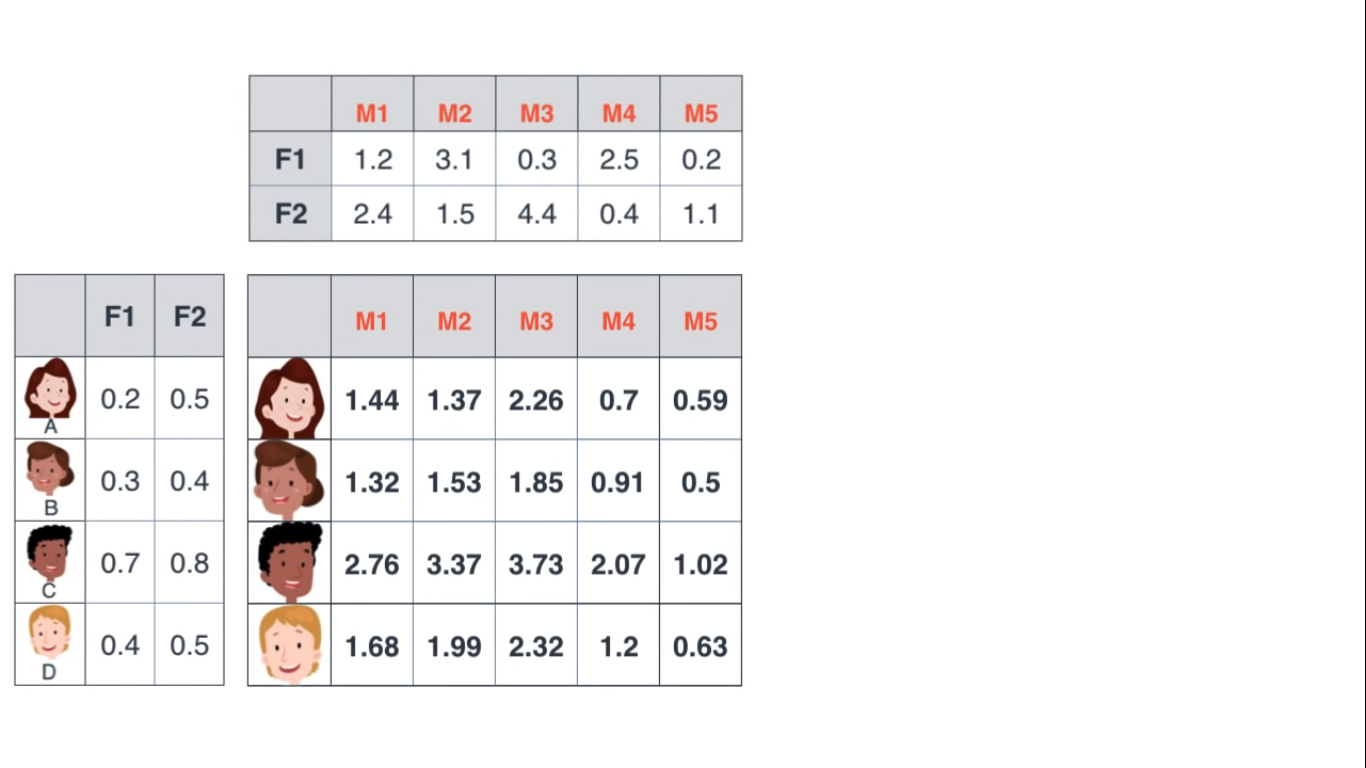 M1 M2 M3 M4 M5
F1 1.2 3.1 0.3 2.5 0.2
F2 2.4 1.5 4.4 0.4 1.1
F1 F2
A 0.2 0.5
B 0.3 0.4
C 0.7 0.8
D 0.4 0.5
M1 M2 M3 M4 M5
1.44 1.37 2.26 0.7 0.59
1.32 1.53 1.85 0.91 0.5
2.76 3.37 3.73 2.07 1.02
1.68 1.99 2.32 1.2 0.63